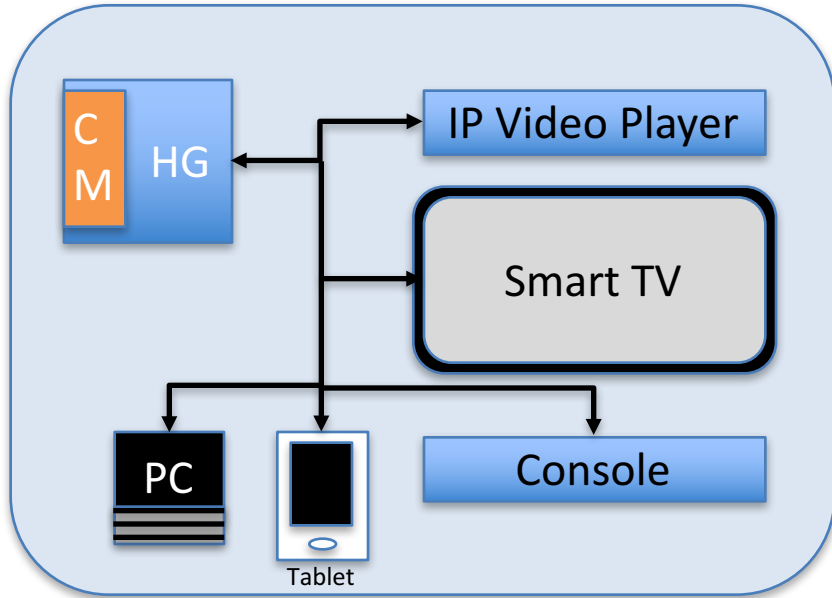 C
M
HG
IP Video Player
Smart TV
PC
Tablet
Console